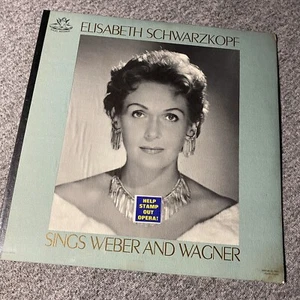 ELISABETH SCHWARZKOPF
HELP
STAMP
OUT
OPERA!
SINGS WEBER AND WAGNER